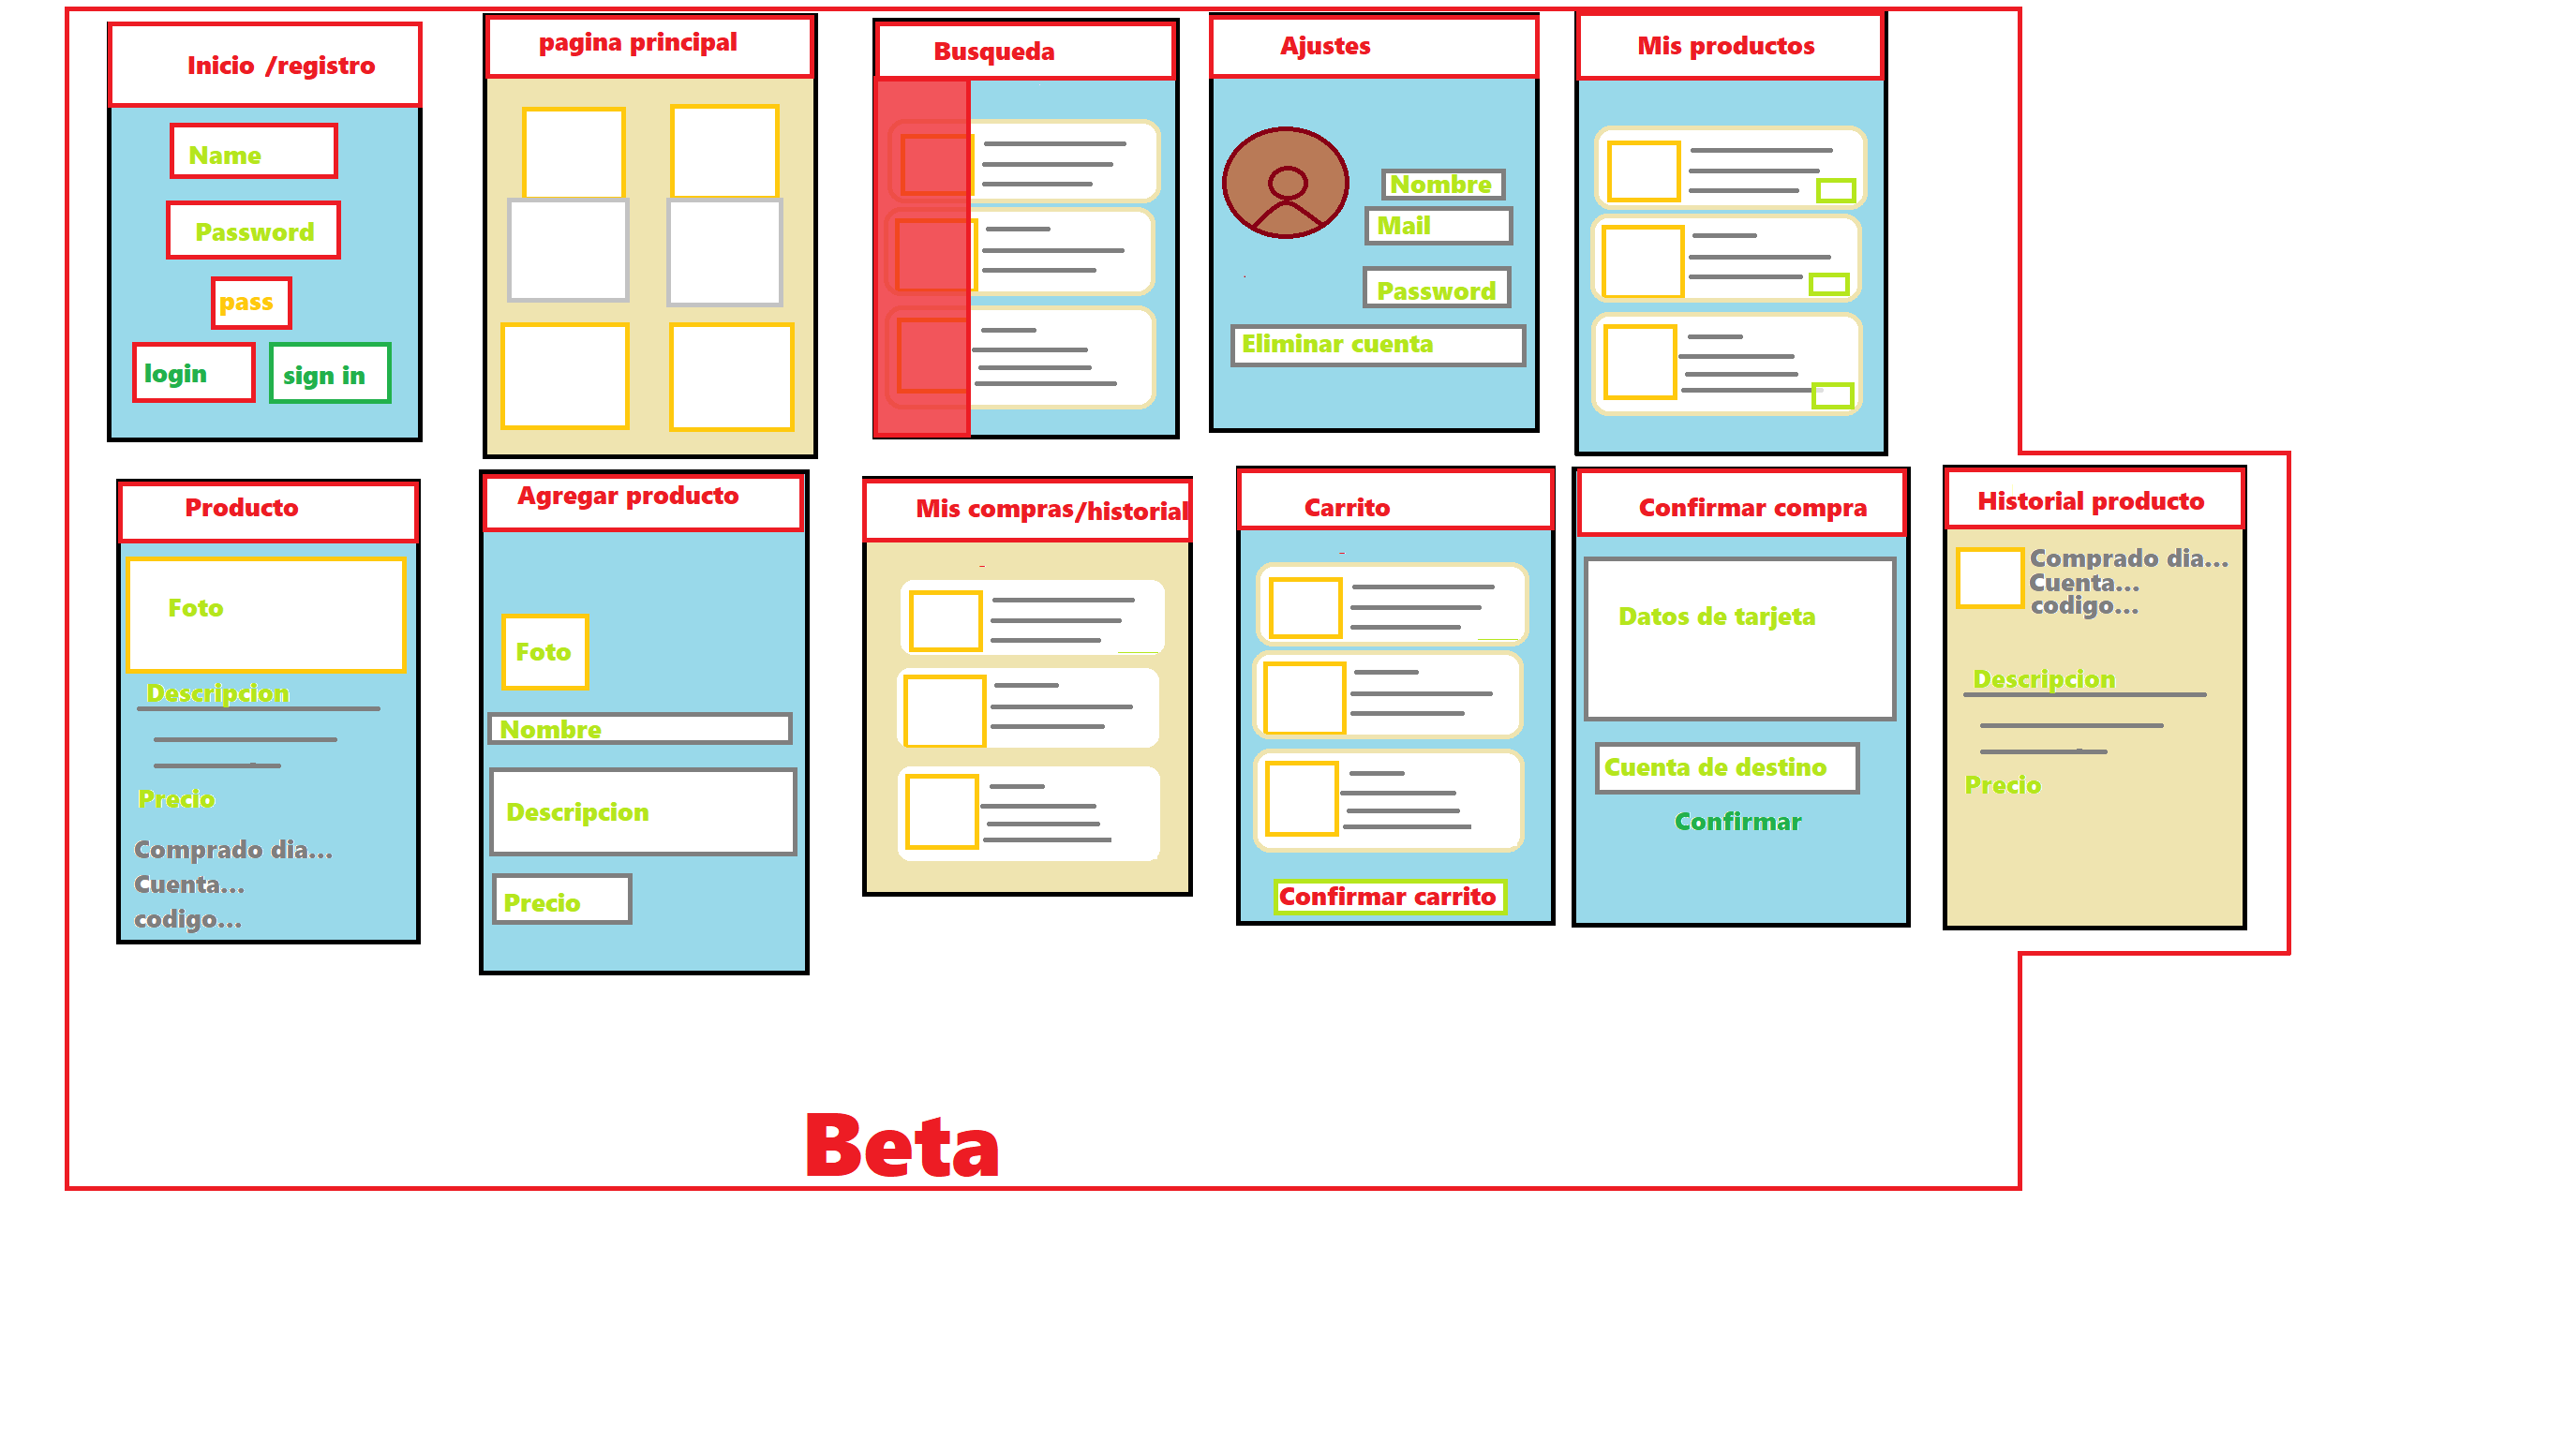 Inicio /registro
Name
Password
pass
login
sign in
pagina principal
Busqueda
Ajustes
Nombre
Mail
Password
Eliminar cuenta
Mis productos
Producto
Foto
Descripcion
Precio
Comprado dia...
Cuenta...
codigo...
Agregar producto
Foto
Nombre
Descripcion
Precio
Mis compras/historial
Carrito
Confirmar carrito
Confirmar compra
Datos de tarjeta
Cuenta de destino
Confirmar
Historial producto
Comprado dia...
Cuenta...
codigo...
Descripcion
Precio
Beta